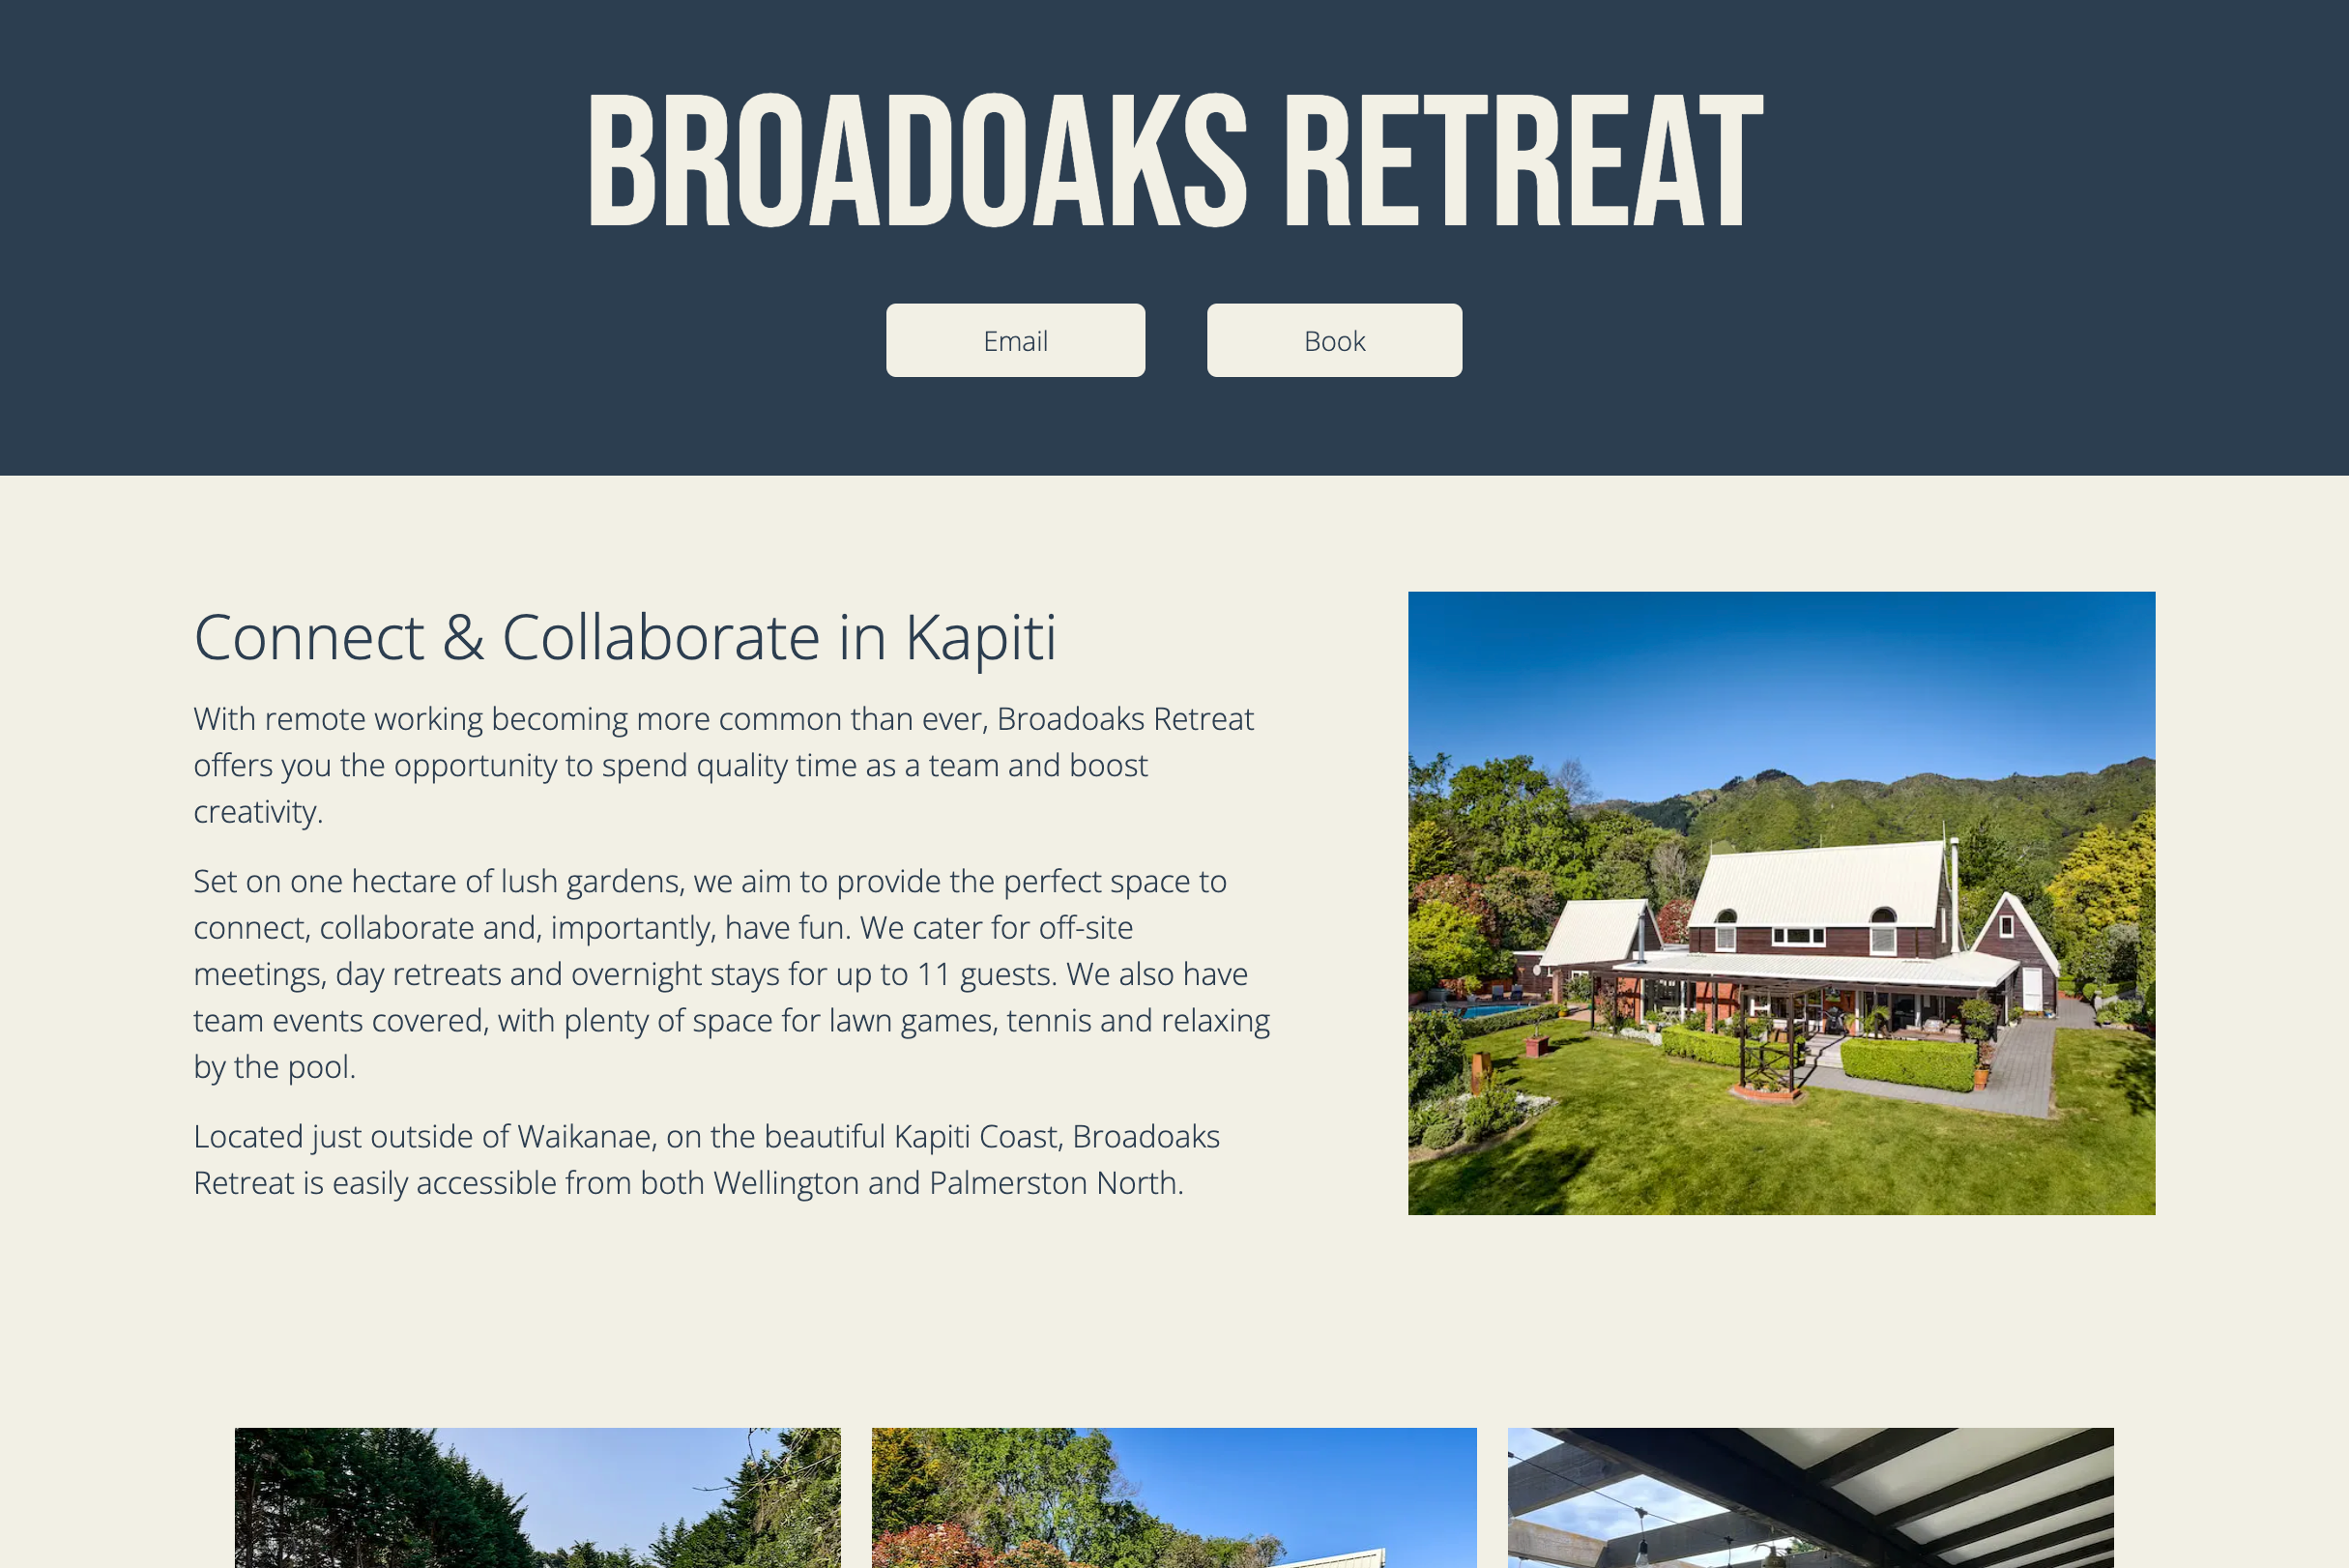 BROADOAKS RETREAT
Email
Book
Connect & Collaborate in Kapiti
With remote working becoming more common than ever, Broadoaks Retreat
offers you the opportunity to spend quality time as a team and boost
creativity.
Set on one hectare of lush gardens, we aim to provide the perfect space to
connect, collaborate and, importantly, have fun. We cater for off-site
meetings, day retreats and overnight stays for up to 11 guests. We also have
team events covered, with plenty of space for lawn games, tennis and relaxing
by the pool.
Located just outside of Waikanae, on the beautiful Kapiti Coast, Broadoaks
Retreat is easily accessible from both Wellington and Palmerston North.